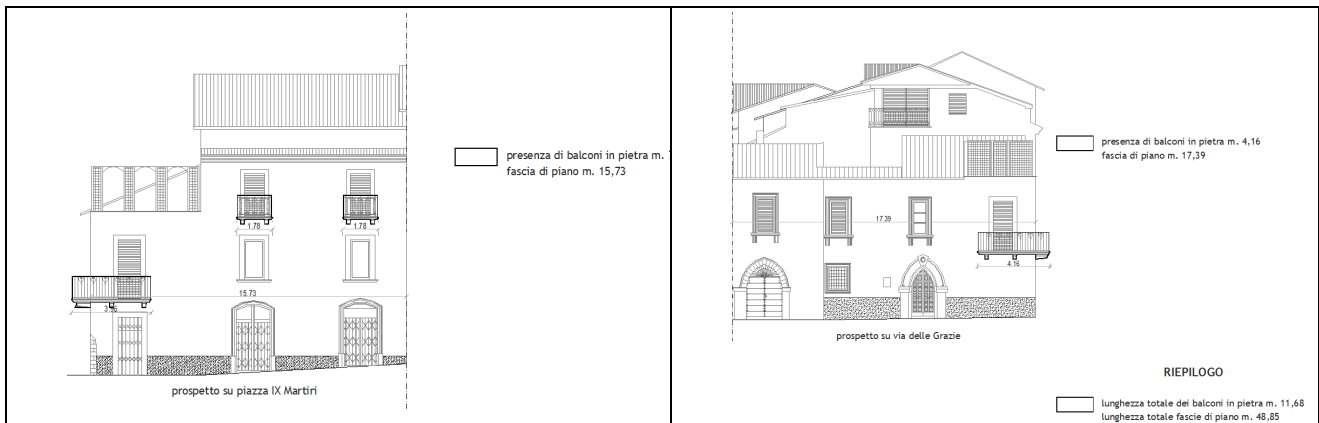 presenza di balconi in pietra m.
fascia di piano m. 15,73
1.78
1.78
15.73
prospetto su piazza IX Martiri
presenza di balconi in pietra m. 4,16
fascia di piano m. 17,39
17.39
4.16
prospetto su via delle Grazie
RIEPILOGO
lunghezza totale dei balconi in pietra m. 11,68
lunghezza totale fascie di piano m. 48,85